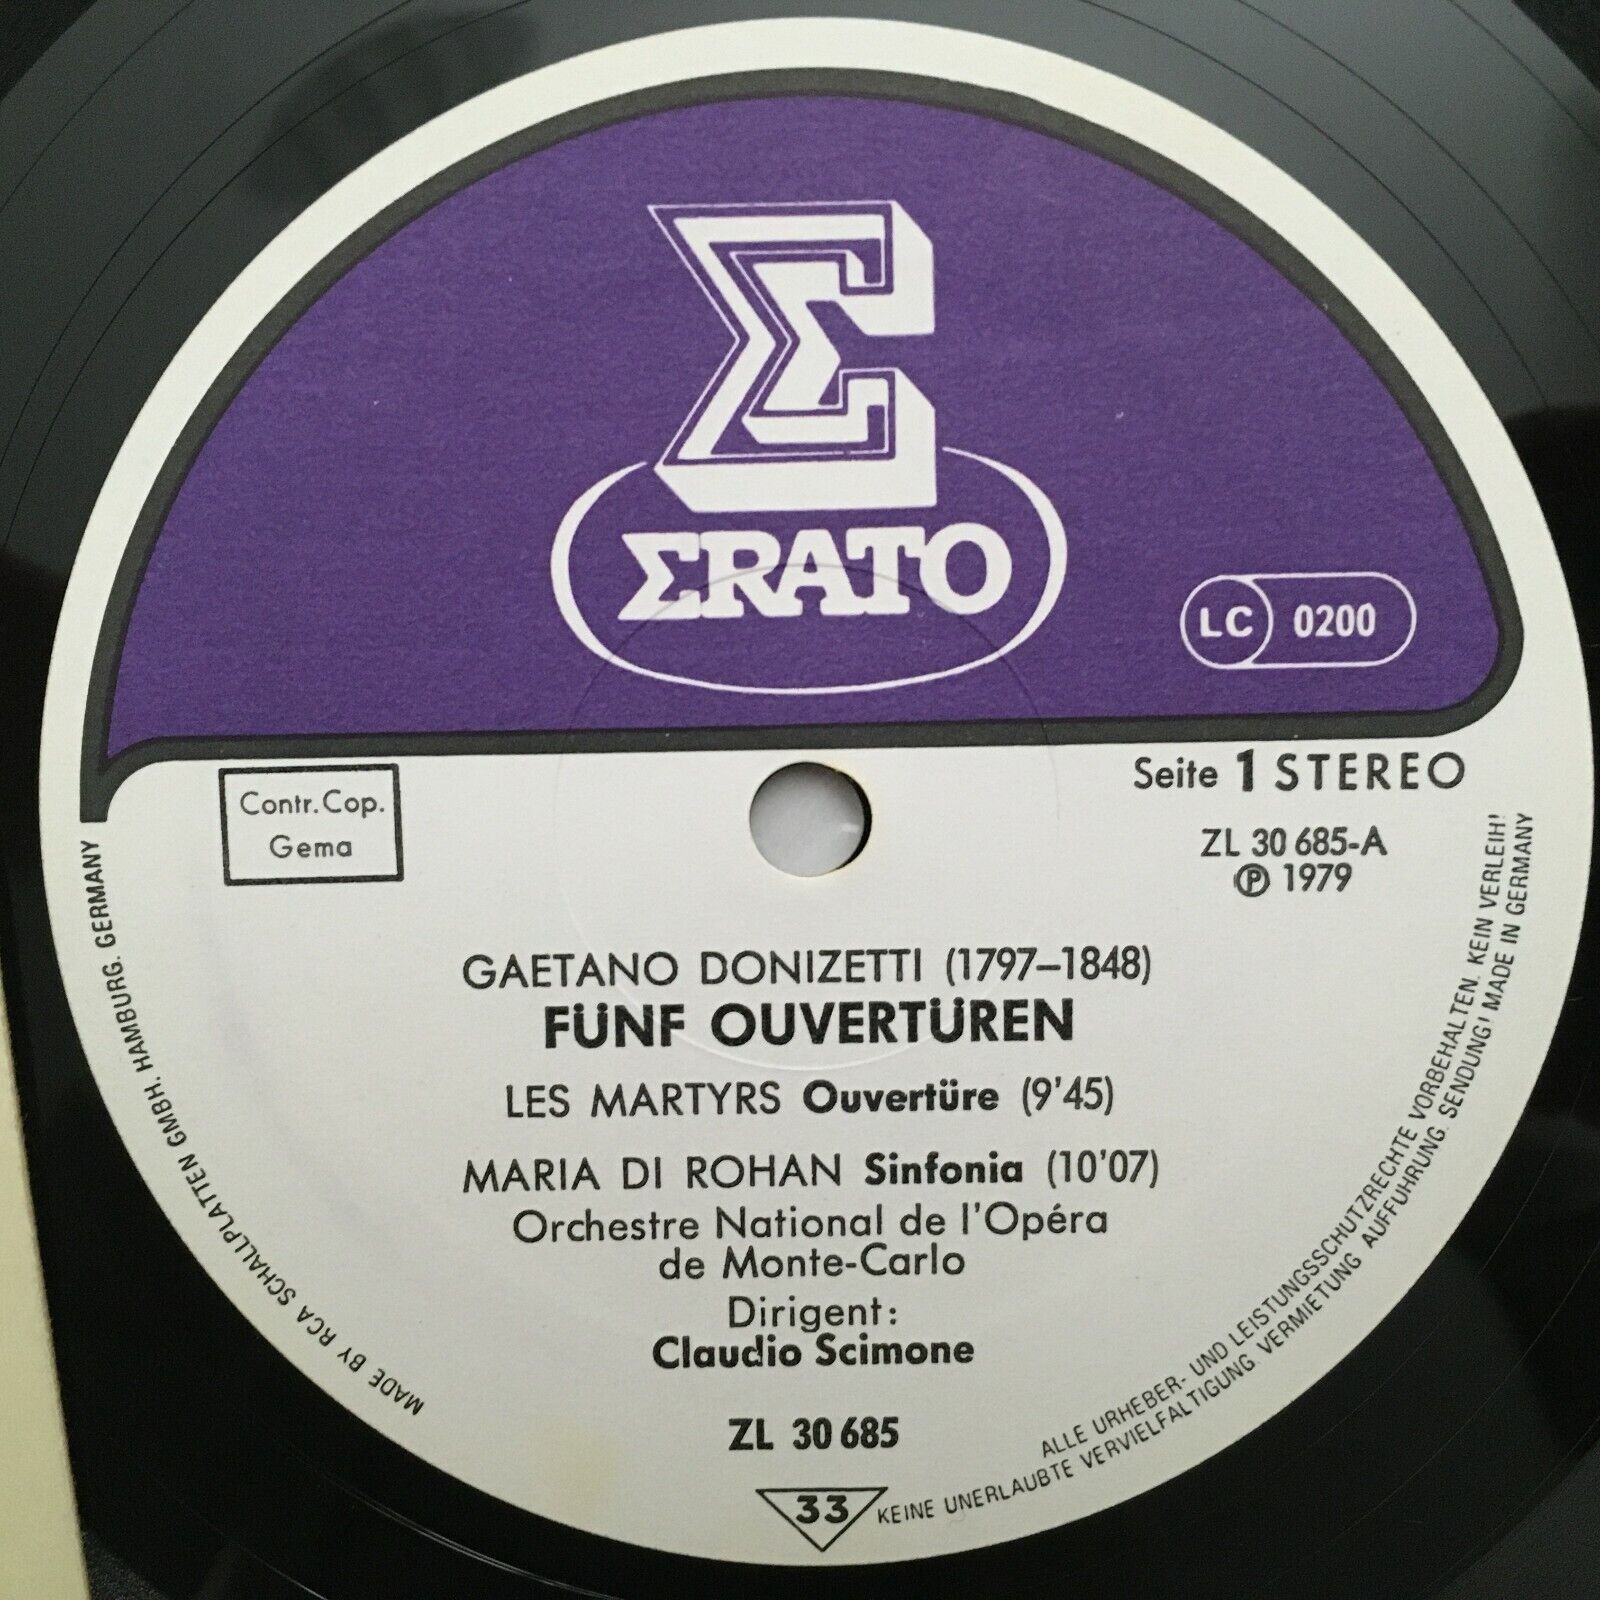 Σ
ΣRATO
LC 0200
Contr. Cop.
Gema
Seite 1 STEREO
ZL 30 685-A
℗ 1979
GAETANO DONIZETTI (1797–1848)
FÜNF OUVERTÜREN
LES MARTYRS Ouvertüre (9'45)
MARIA DI ROHAN Sinfonia (10'07)
Orchestre National de l'Opéra
de Monte-Carlo
Dirigent:
Claudio Scimone
ZL 30 685
33
MADE BY RCA SCHALLPLATTEN GMBH. HAMBURG. GERMANY
ALLE URHEBER- UND LEISTUNGSSCHUTZRECHTE VORBEHALTEN. KEIN VERLEIH!
KEINE UNERLAUBTE VERVIELFALTIGUNG. VERMIETUNG AUFFUHRUNG. SENDUNG! MADE IN GERMANY